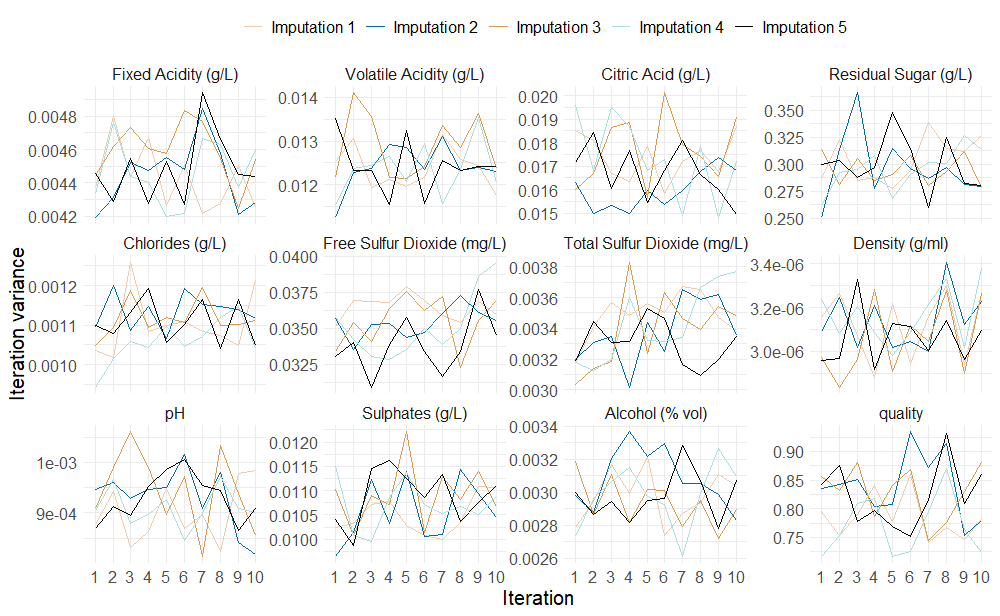 Imputation 1 Imputation 2 Imputation 3 Imputation 4 Imputation 5
Fixed Acidity (g/L) Volatile Acidity (g/L) Citric Acid (g/L) Residual Sugar (g/L)
0.0048 0.014 0.020 0.350
0.0046 0.013 0.019 0.325
0.0044 0.012 0.018 0.300
0.0042 0.017 0.275
0.016 0.250
0.015
Chlorides (g/L) Free Sulfur Dioxide (mg/L) Total Sulfur Dioxide (mg/L) Density (g/ml)
0.0012 0.0400 0.0038 3.4e-06
0.0011 0.0375 0.0036 3.2e-06
0.0010 0.0350 0.0034 3.0e-06
0.0325 0.0032
0.0030
pH Sulphates (g/L) Alcohol (% vol) quality
1e-03 0.0120 0.0034 0.90
9e-04 0.0115 0.0032 0.85
0.0110 0.0030 0.80
0.0105 0.0028 0.75
0.0100 0.0026
1 2 3 4 5 6 7 8 9 10 1 2 3 4 5 6 7 8 9 10 1 2 3 4 5 6 7 8 9 10 1 2 3 4 5 6 7 8 9 10
Iteration
Iteration variance